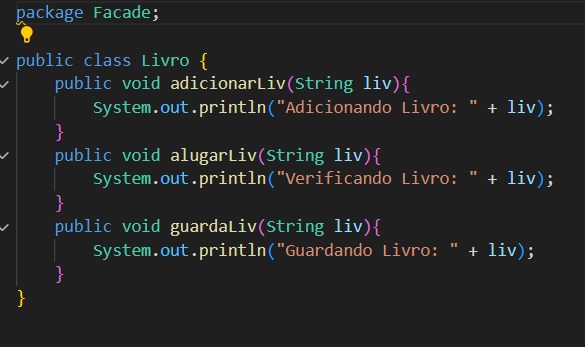 package Facade;
public class Livro {
public void adicionarLiv(String liv){
System.out.println("Adicionando Livro: " + liv);
}
public void alugarLiv(String liv){
System.out.println("Verificando Livro: " + liv);
}
public void guardaLiv(String liv){
System.out.println("Guardando Livro: " + liv);
}
}